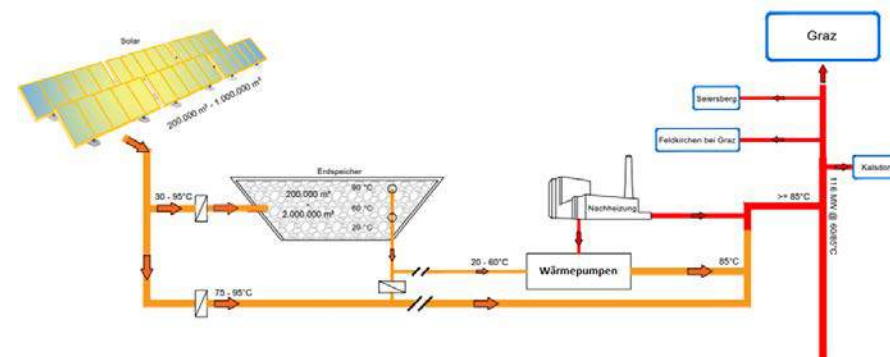 Solar
200.000 m² - 1.000.000 m²
Graz
Seiersberg
Feldkirchen bei Graz
Kalsdorf
Erdspeicher
200.000 m³
-
2.000.000 m³
90 °C
60 °C
20 °C
30 - 95°C
Nachheizung
>= 85°C
116 MW @ 60/85°C
20 - 60°C
Wärmepumpen
85°C
75 - 95°C